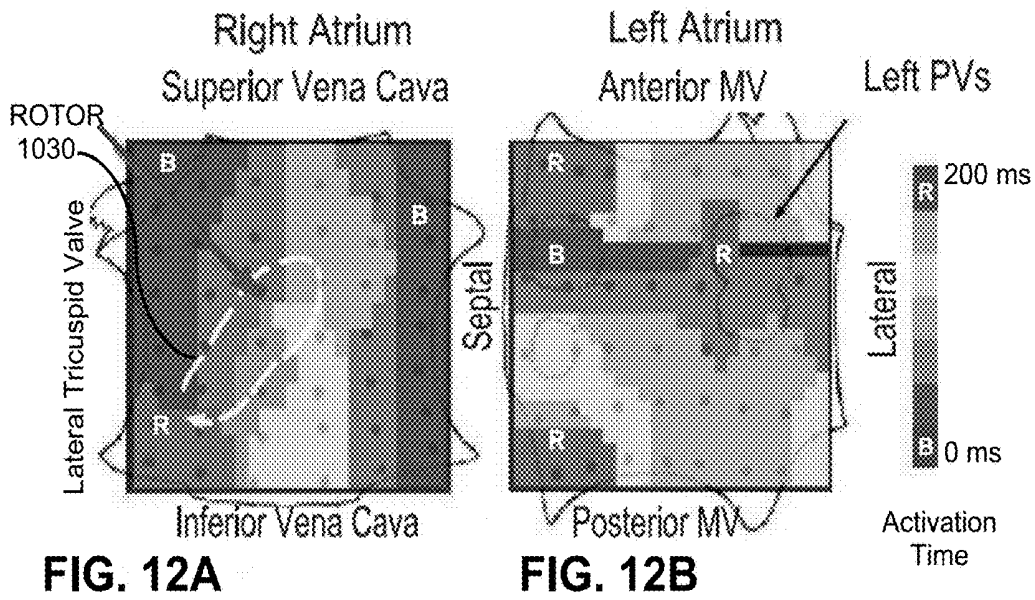 Right Atrium
Superior Vena Cava
Left Atrium
Anterior MV
Left PVs
ROTOR
1030
B
B
R
Lateral Tricuspid Valve
Inferior Vena Cava
R
B
R
R
Septal
Lateral
Posterior MV
R
200 ms
B
0 ms
Activation
Time
FIG. 12A
FIG. 12B